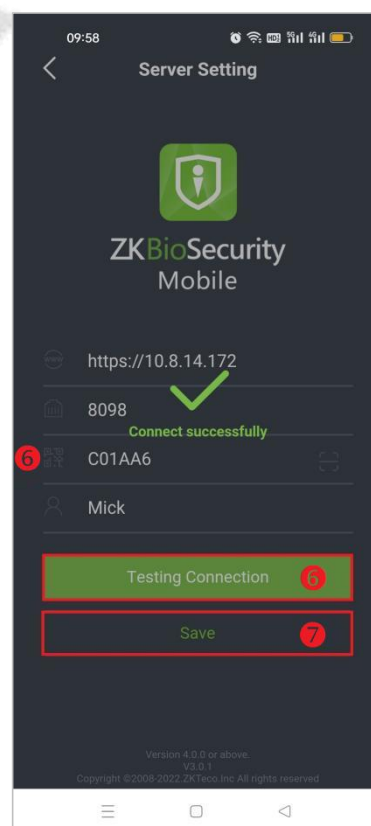 09:58
Server Setting
ZKBioSecurity
Mobile
https://10.8.14.172
8098
Connect successfully
6 C01AA6
Mick
Testing Connection 6
Save 7
Version 4.0.0 or above.
V3.0.1
Copyright ©2008-2022.ZKTeco.Inc All rights reserved